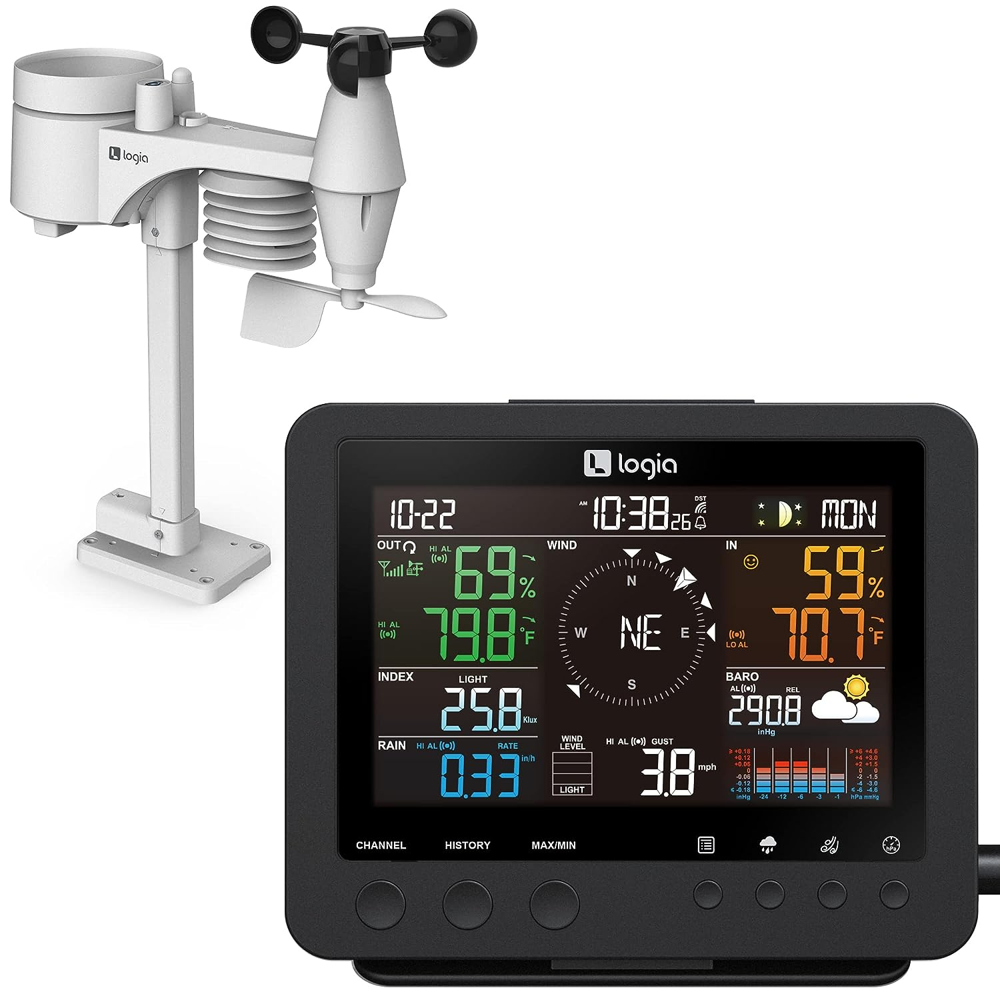 logia
logia
10-22
AM 10:38 26 DST
MON
OUT
HI AL
69 %
HI AL
79.8 °F
INDEX
LIGHT
25.8 Klux
RAIN HI AL RATE
0.33 in/h
WIND
N
W NE E
S
WIND
LEVEL
LIGHT
HI AL GUST
3.8 mph
IN
59 %
LO AL
70.7 °F
BARO
AL REL
290.8
inHg
≥ +0.18 ≥ +6 +4.6
+0.12 +4 +3.0
+0.06 +2 +1.5
0 0 0
-0.06 -2 -1.5
-0.12 -4 -3.0
≤ -0.18 ≤ -6 -4.6
inHg -24 -12 -6 -3 -1 hPa mmHg
CHANNEL HISTORY MAX/MIN
hPa